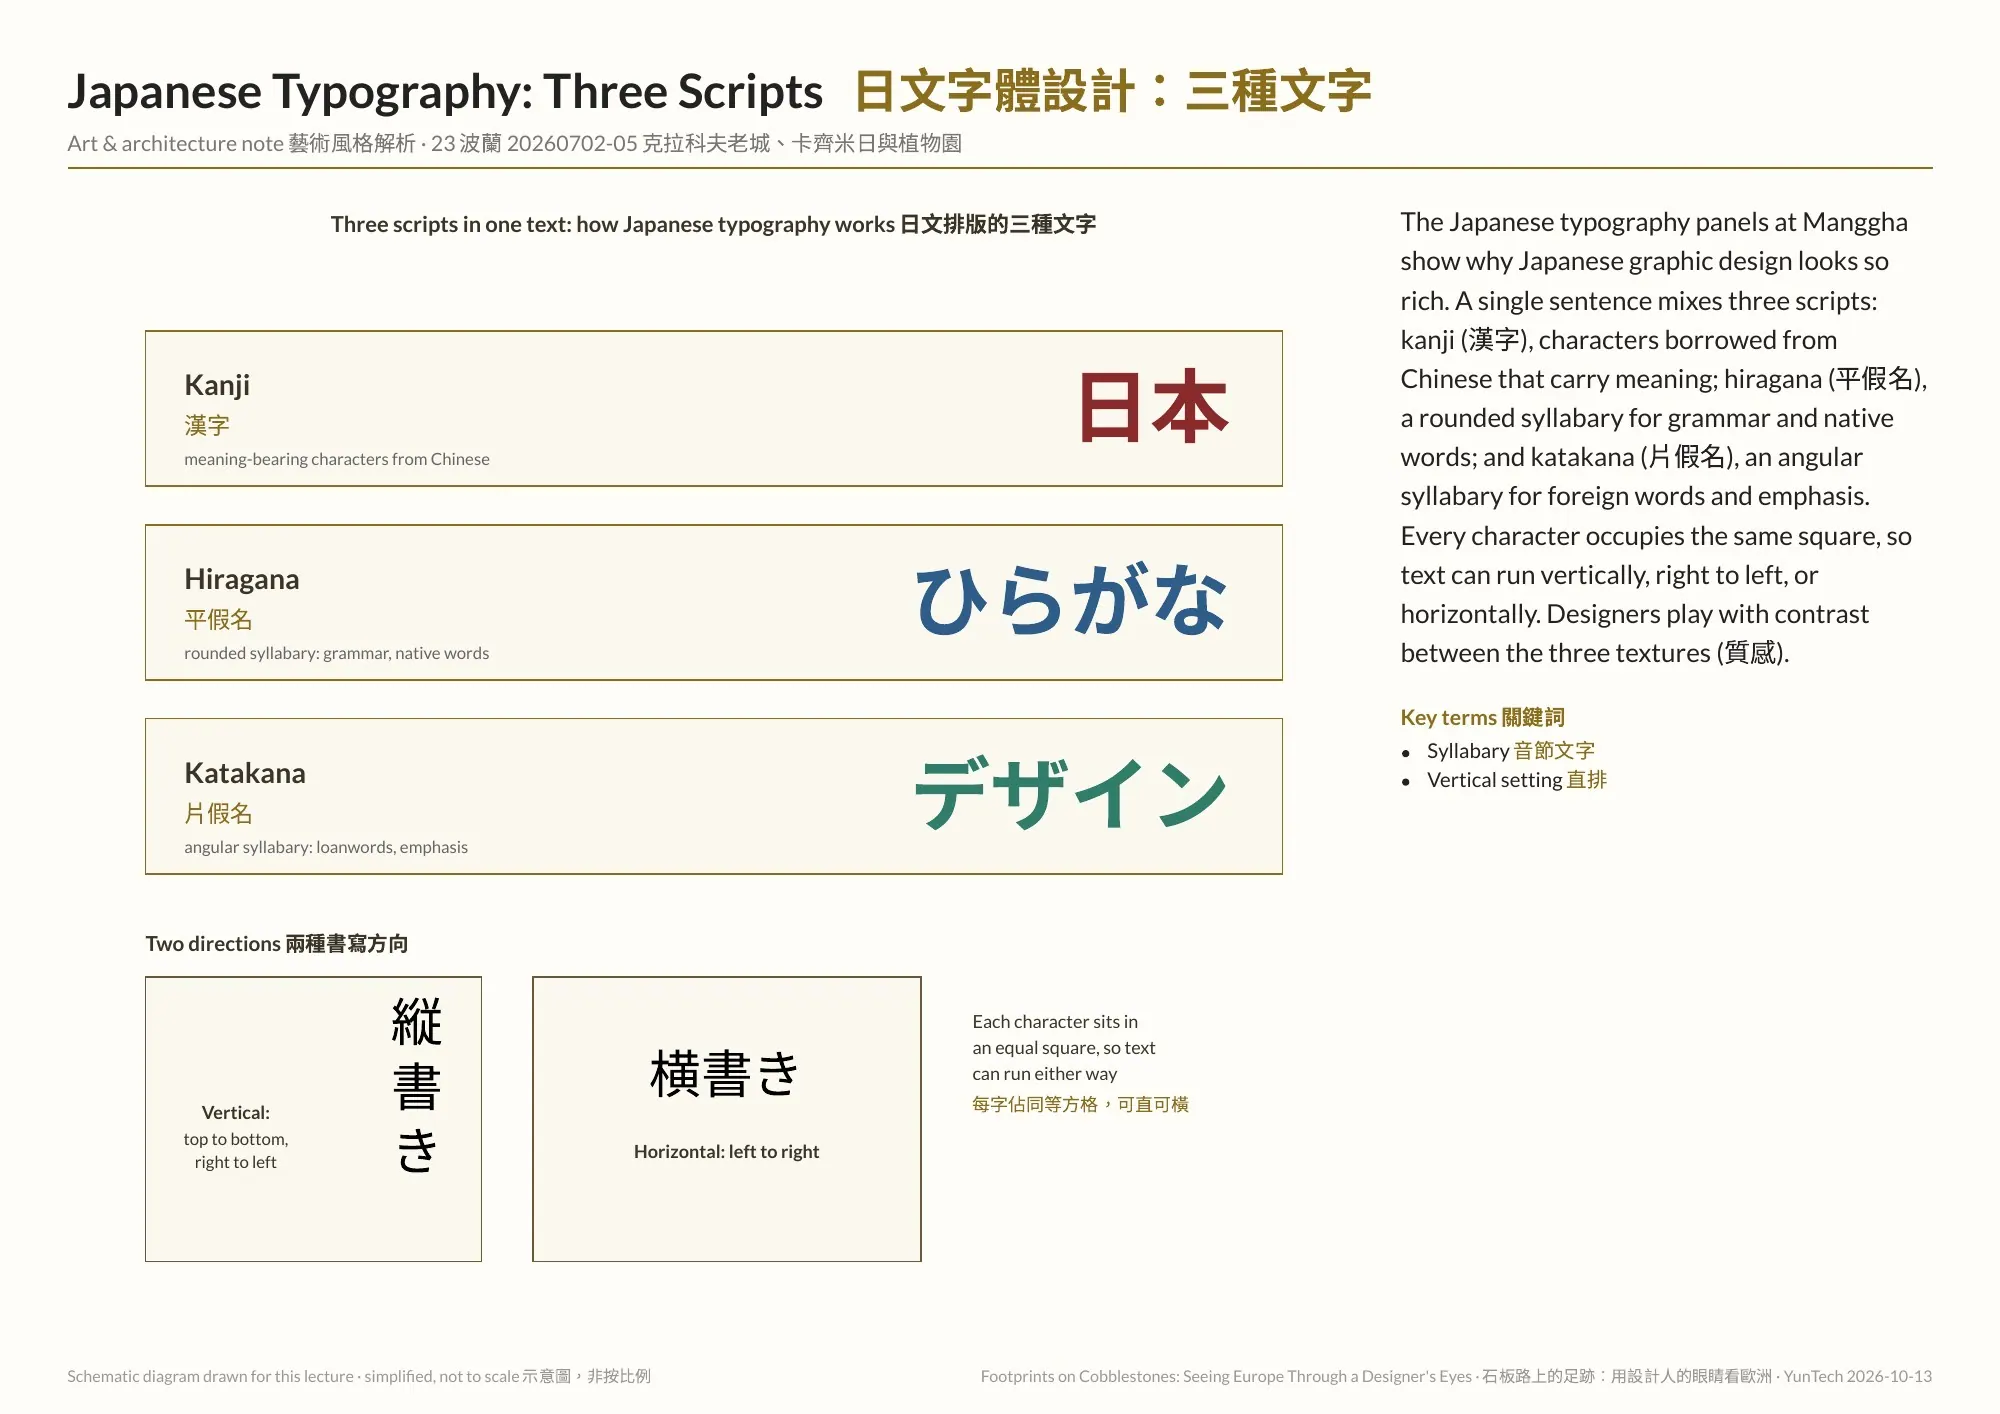 Japanese Typography: Three Scripts 日文字體設計：三種文字
Art & architecture note 藝術風格解析 · 23 波蘭 20260702-05 克拉科夫老城、卡齊米日與植物園
Three scripts in one text: how Japanese typography works 日文排版的三種文字
Kanji
漢字
meaning-bearing characters from Chinese
日本
Hiragana
平假名
rounded syllabary: grammar, native words
ひらがな
Katakana
片假名
angular syllabary: loanwords, emphasis
デザイン
Two directions 兩種書寫方向
Vertical:
top to bottom,
right to left
縦書き
横書き
Horizontal: left to right
Each character sits in
an equal square, so text
can run either way
每字佔同等方格，可直可橫
The Japanese typography panels at Manggha
show why Japanese graphic design looks so
rich. A single sentence mixes three scripts:
kanji (漢字), characters borrowed from
Chinese that carry meaning; hiragana (平假名),
a rounded syllabary for grammar and native
words; and katakana (片假名), an angular
syllabary for foreign words and emphasis.
Every character occupies the same square, so
text can run vertically, right to left, or
horizontally. Designers play with contrast
between the three textures (質感).
Key terms 關鍵詞
• Syllabary 音節文字
• Vertical setting 直排
Schematic diagram drawn for this lecture · simplified, not to scale 示意圖，非按比例
Footprints on Cobblestones: Seeing Europe Through a Designer's Eyes · 石板路上的足跡：用設計人的眼睛看歐洲 · YunTech 2026-10-13